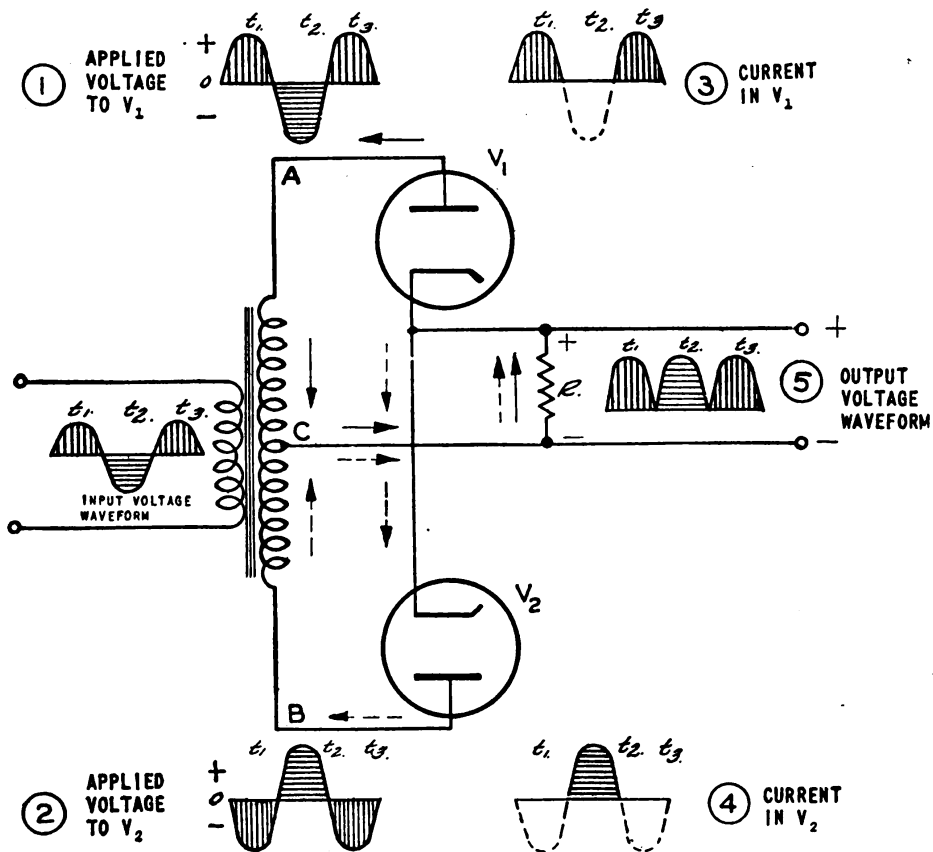 t1. t2. t3.
1 APPLIED
VOLTAGE
TO V1
+
0
−
t1. t2. t3
3 CURRENT
IN V1
A
V1
+
+
t1 t2. t3.
5 OUTPUT
VOLTAGE
WAVEFORM
R.
−
−
C
t1. t2. t3.
INPUT VOLTAGE
WAVEFORM
V2
B
t1 t2. t3.
2 APPLIED
VOLTAGE
TO V2
+
0
−
t1. t2. t3.
4 CURRENT
IN V2